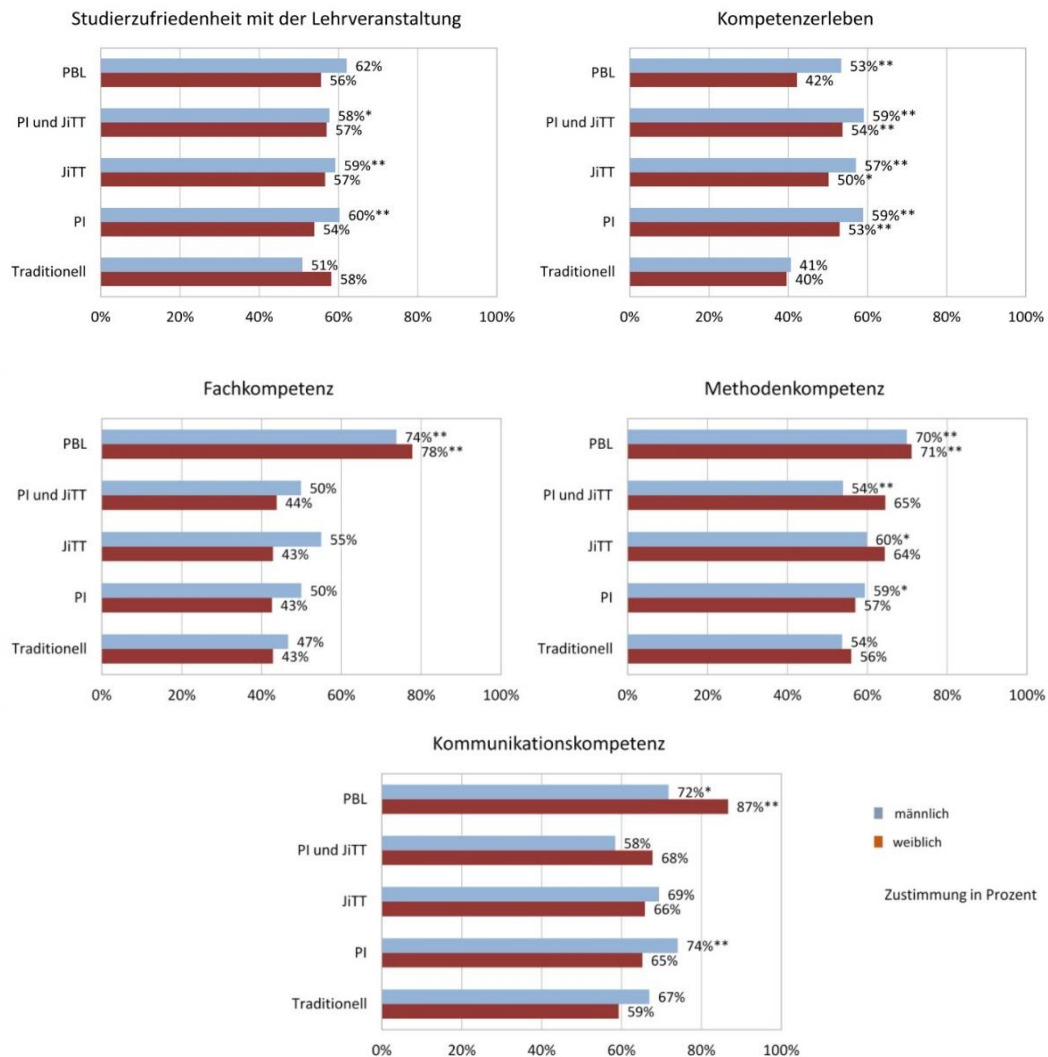 Studierzufriedenheit mit der Lehrveranstaltung
PBL
62%
56%
PI und JiTT
58%*
57%
JiTT
59%**
57%
PI
60%**
54%
Traditionell
51%
58%
0% 20% 40% 60% 80% 100%
Kompetenzerleben
PBL
53%**
42%
PI und JiTT
59%**
54%**
JiTT
57%**
50%*
PI
59%**
53%**
Traditionell
41%
40%
0% 20% 40% 60% 80% 100%
Fachkompetenz
PBL
74%**
78%**
PI und JiTT
50%
44%
JiTT
55%
43%
PI
50%
43%
Traditionell
47%
43%
0% 20% 40% 60% 80% 100%
Methodenkompetenz
PBL
70%**
71%**
PI und JiTT
54%**
65%
JiTT
60%*
64%
PI
59%*
57%
Traditionell
54%
56%
0% 20% 40% 60% 80% 100%
Kommunikationskompetenz
PBL
72%*
87%**
PI und JiTT
58%
68%
JiTT
69%
66%
PI
74%**
65%
Traditionell
67%
59%
0% 20% 40% 60% 80% 100%
männlich
weiblich
Zustimmung in Prozent